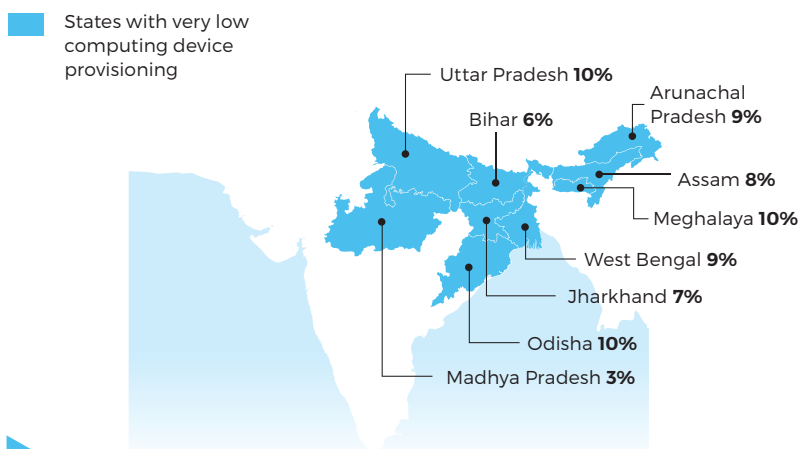 States with very low
computing device
provisioning
Uttar Pradesh 10%
Arunachal
Pradesh 9%
Bihar 6%
Assam 8%
Meghalaya 10%
West Bengal 9%
Jharkhand 7%
Odisha 10%
Madhya Pradesh 3%